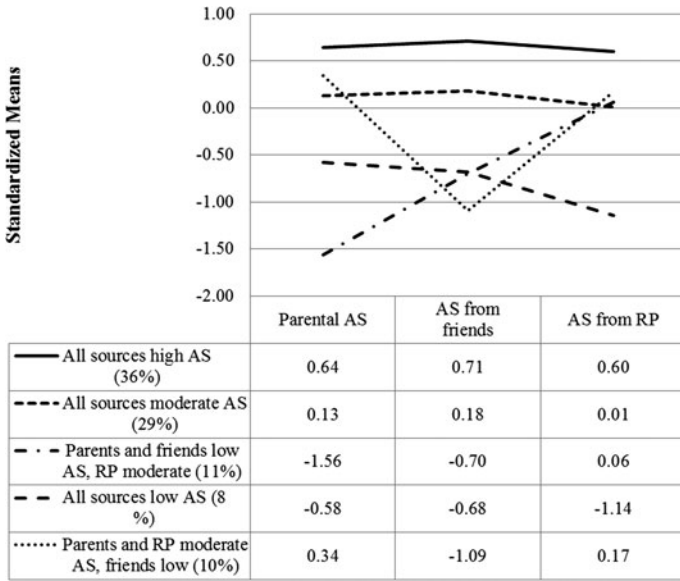 Standardized Means
1.00
0.50
0.00
-0.50
-1.00
-1.50
-2.00
Parental AS
AS from
friends
AS from RP
All sources high AS
(36%)
0.64
0.71
0.60
All sources moderate AS
(29%)
0.13
0.18
0.01
Parents and friends low
AS, RP moderate (11%)
-1.56
-0.70
0.06
All sources low AS (8
%)
-0.58
-0.68
-1.14
Parents and RP moderate
AS, friends low (10%)
0.34
-1.09
0.17